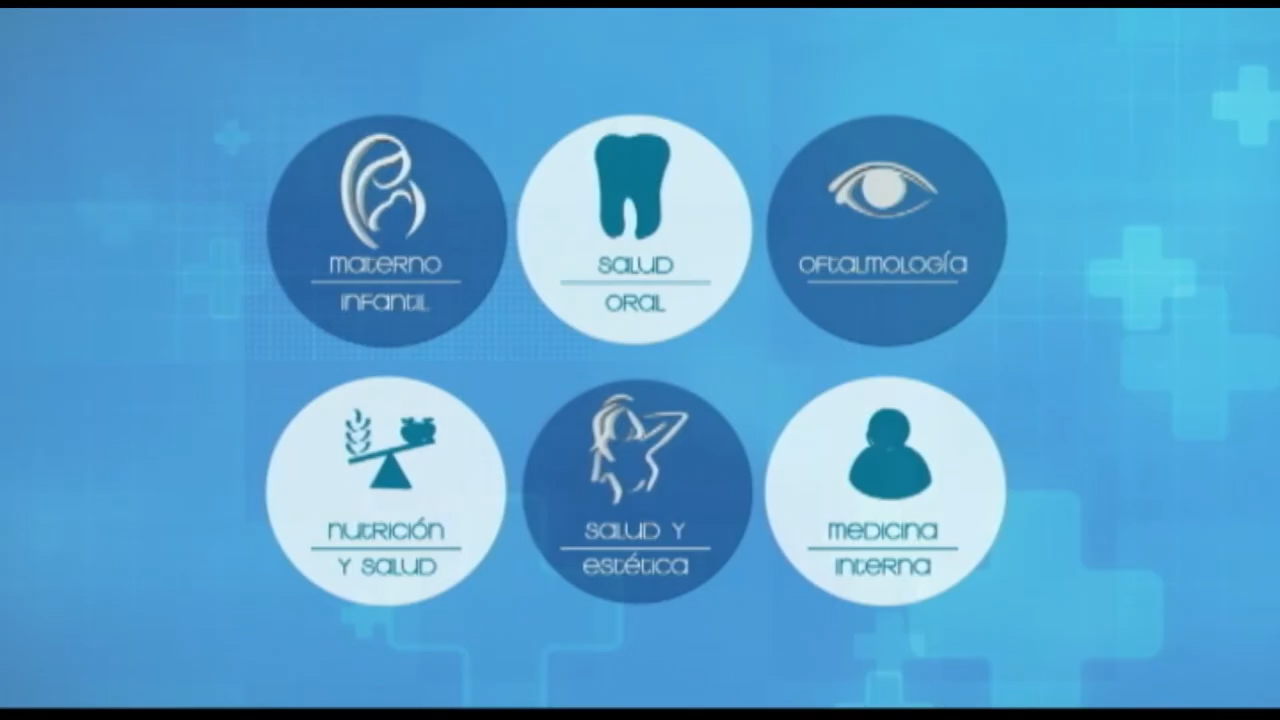 MATERNO
INFANTIL
SALUD
ORAL
OFTALMOLOGÍA
NUTRICIÓN
Y SALUD
SALUD Y
ESTÉTICA
MEDICINA
INTERNA